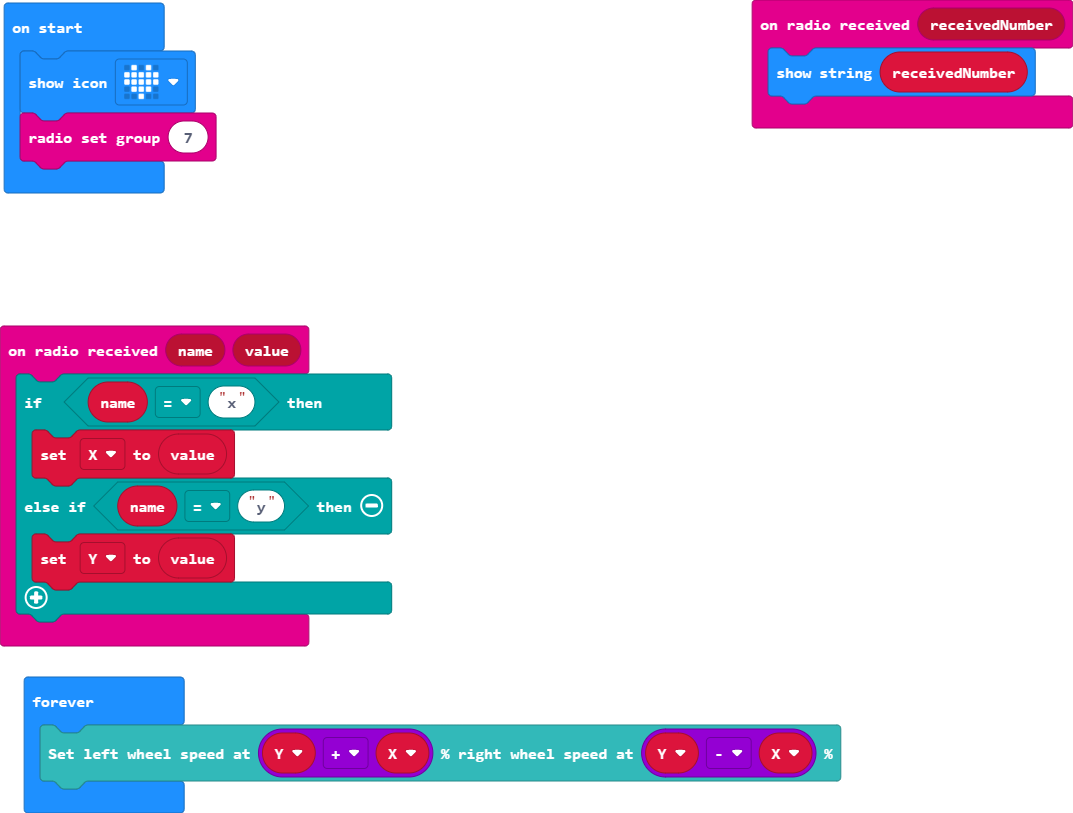 on start
show icon
radio set group 7
on radio received receivedNumber
show string receivedNumber
on radio received name value
if name = "x" then
set X to value
else if name = "y" then
set Y to value
forever
Set left wheel speed at Y + X % right wheel speed at Y - X %